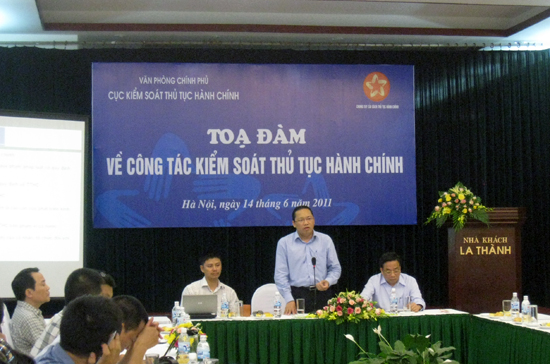 VĂN PHÒNG CHÍNH PHỦ
CỤC KIỂM SOÁT THỦ TỤC HÀNH CHÍNH
TOẠ ĐÀM
VỀ CÔNG TÁC KIỂM SOÁT THỦ TỤC HÀNH CHÍNH
Hà Nội, ngày 14 tháng 6 năm 2011
NHÀ KHÁCH
LA THÀNH